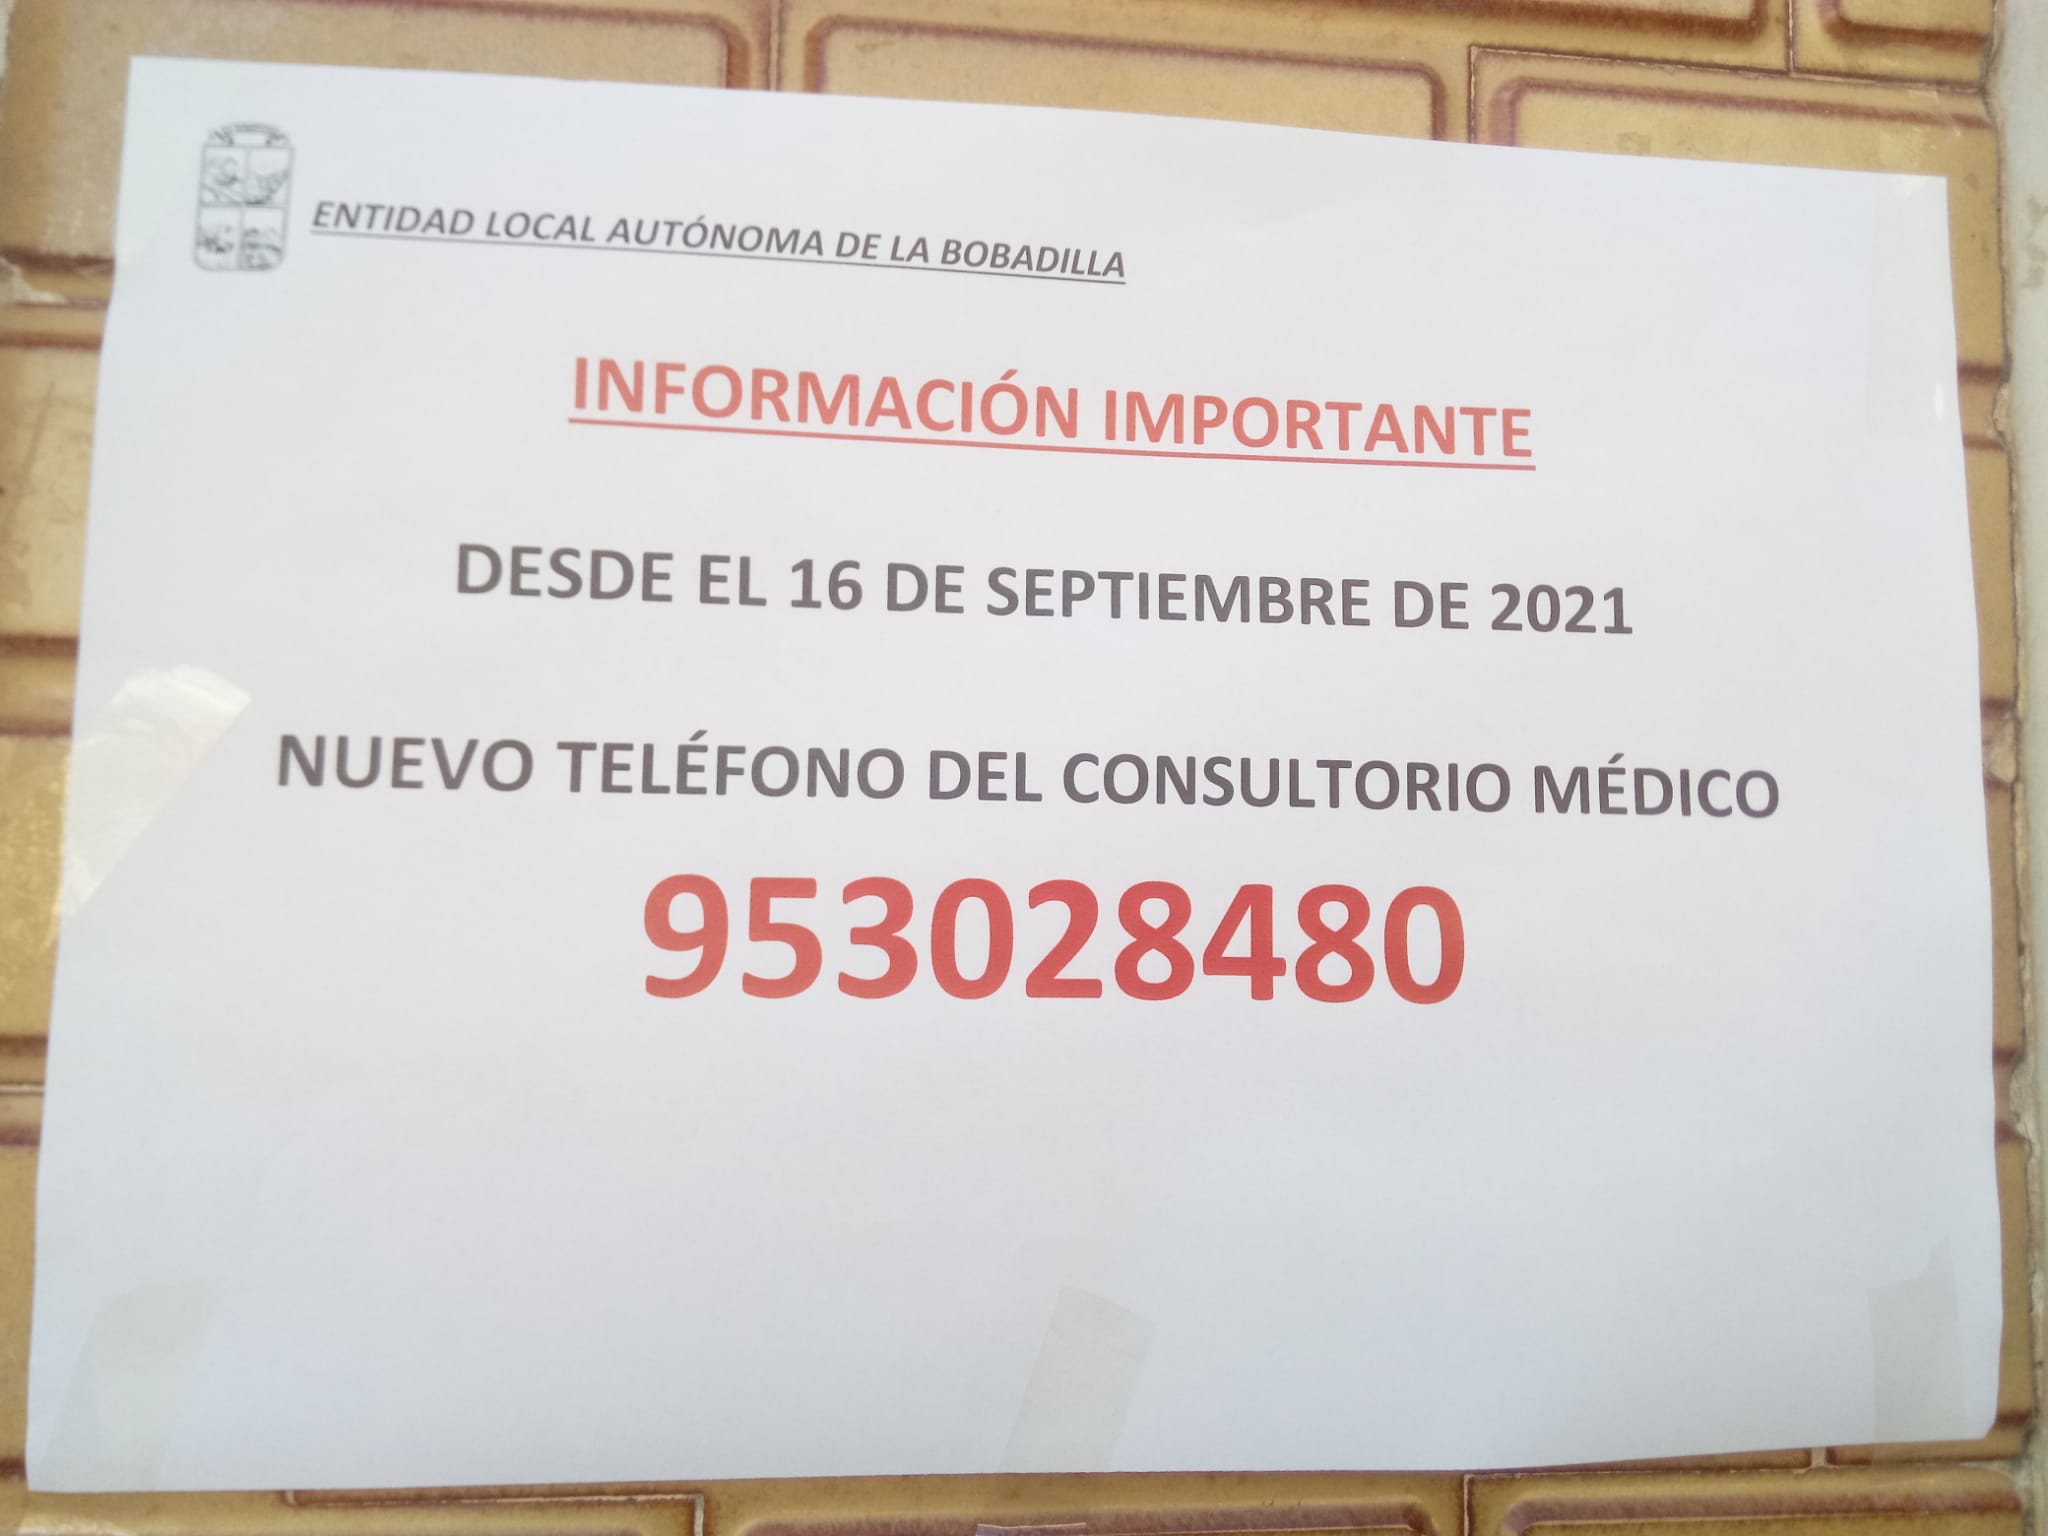 ENTIDAD LOCAL AUTÓNOMA DE LA BOBADILLA
INFORMACIÓN IMPORTANTE
DESDE EL 16 DE SEPTIEMBRE DE 2021
NUEVO TELÉFONO DEL CONSULTORIO MÉDICO
953028480